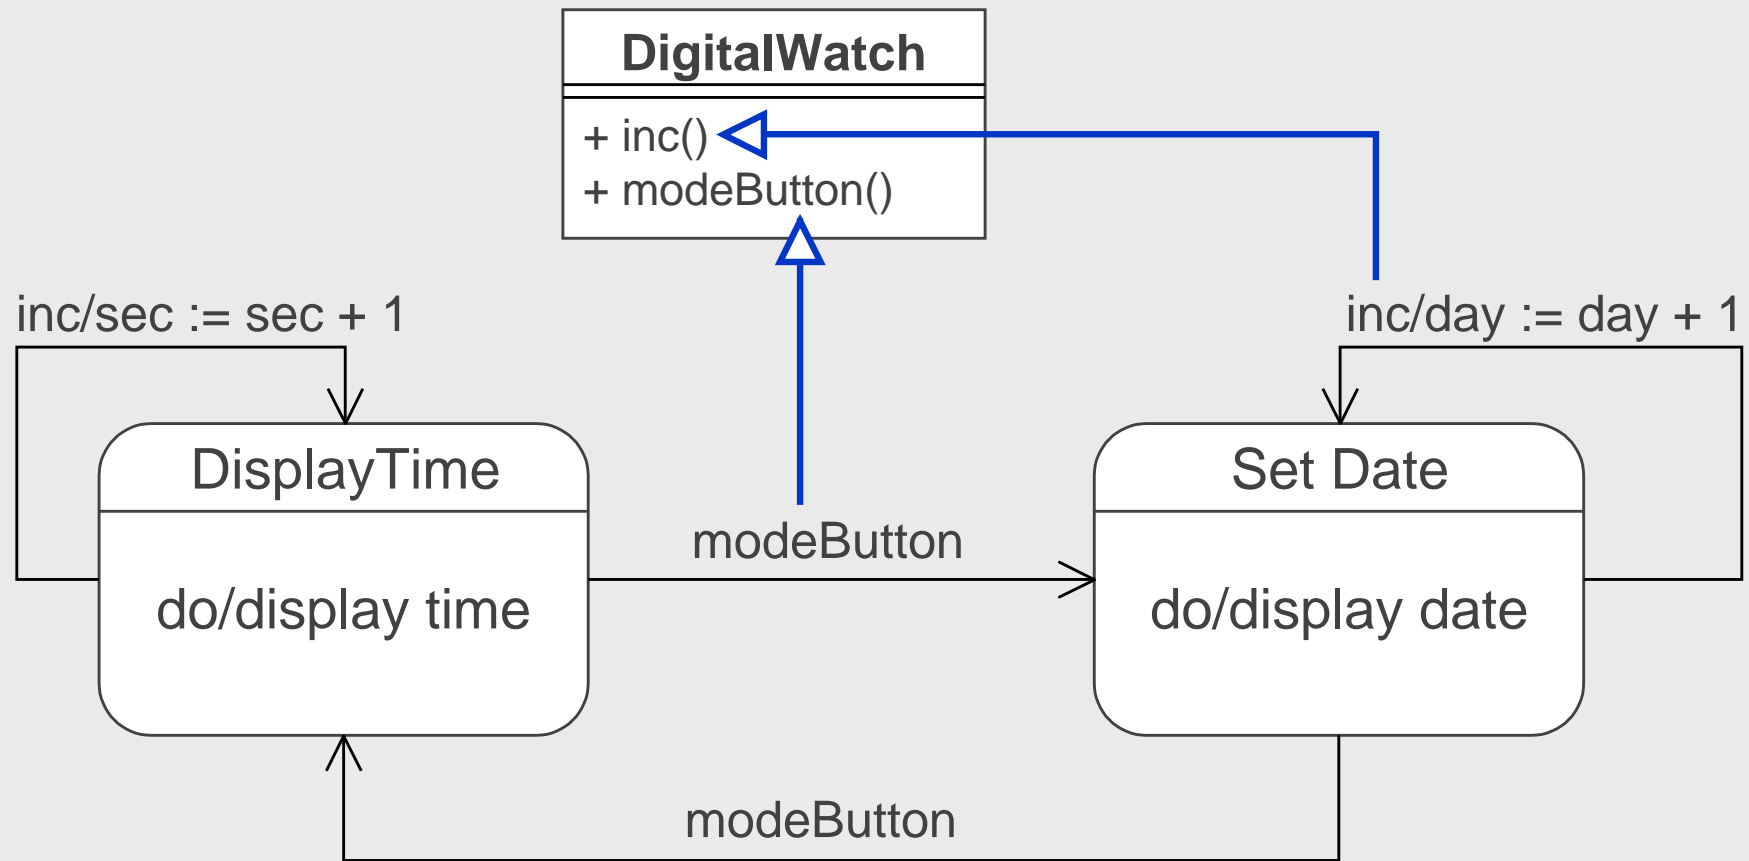 DigitalWatch
+ inc()
+ modeButton()
inc/sec := sec + 1
inc/day := day + 1
DisplayTime
Set Date
modeButton
do/display time
do/display date
modeButton